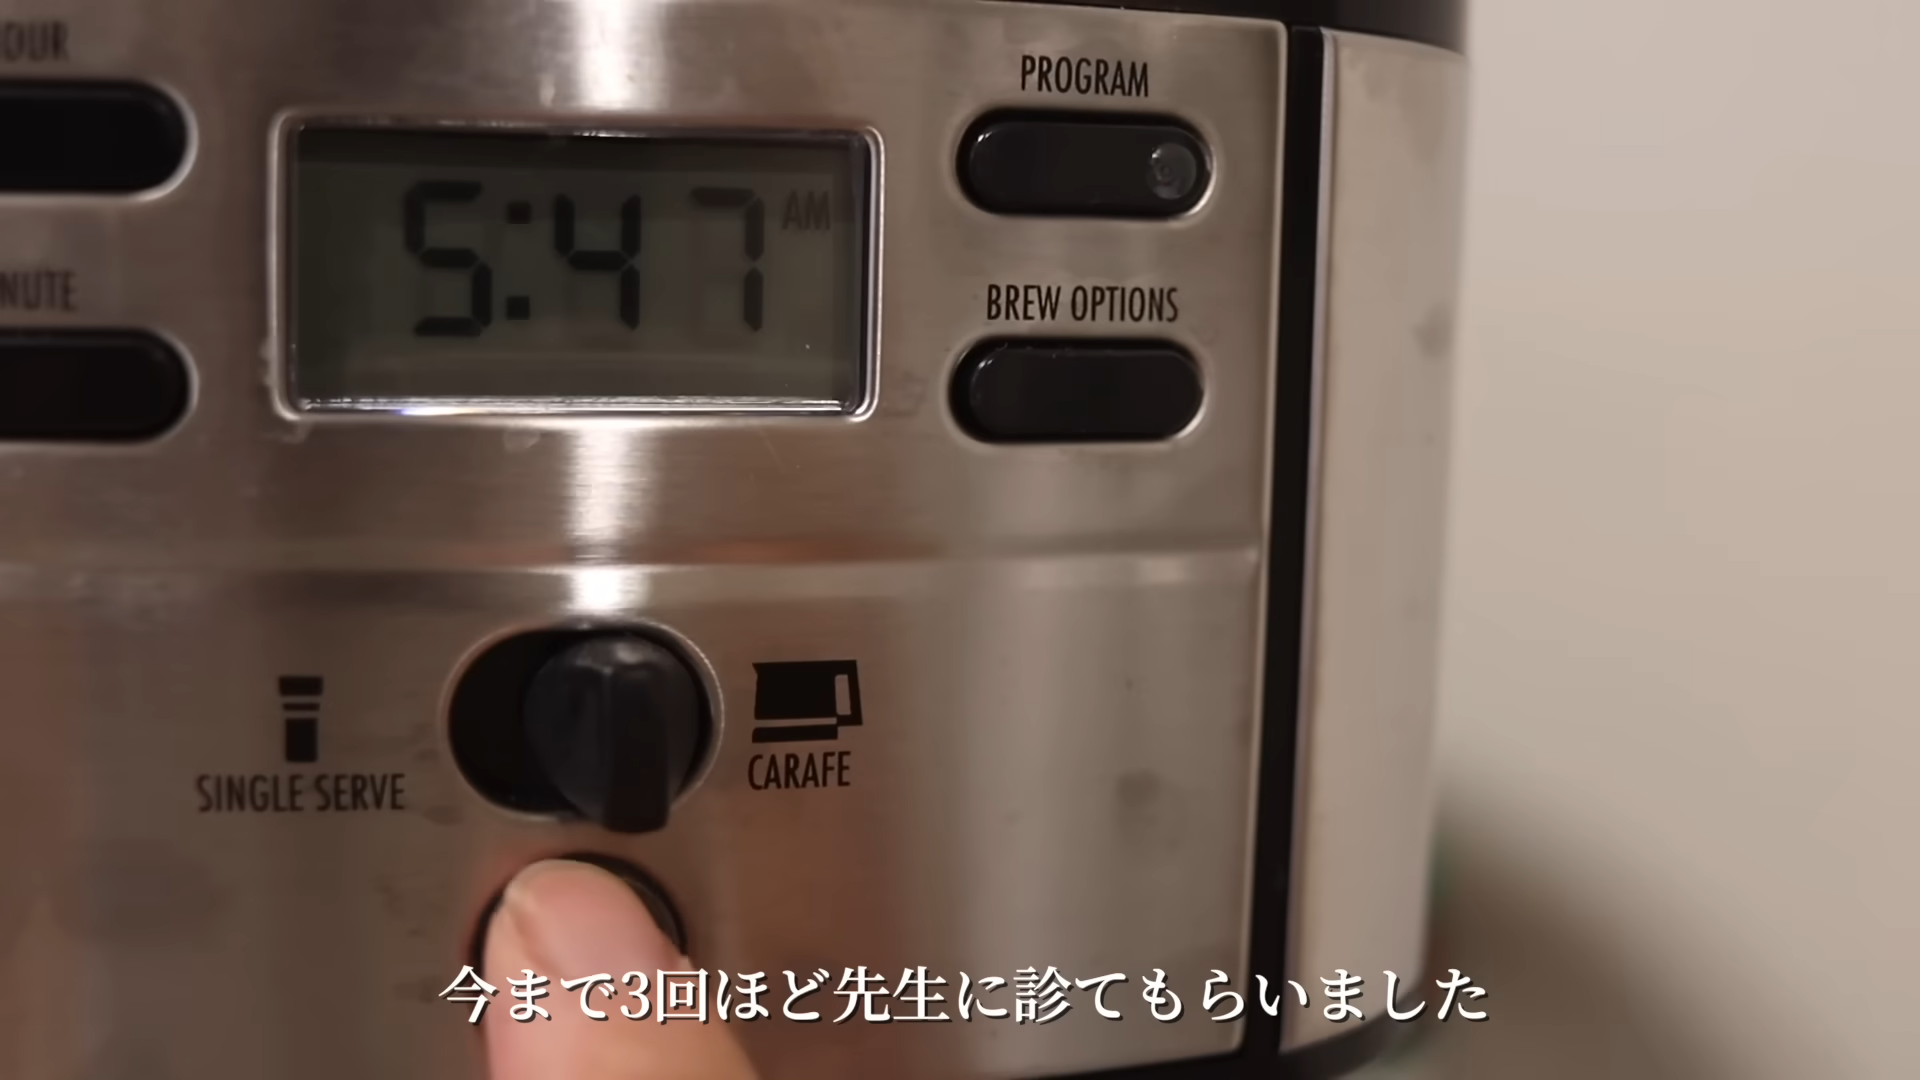 PROGRAM
5:47 AM
BREW OPTIONS
SINGLE SERVE
CARAFE
今まで3回ほど先生に診てもらいました